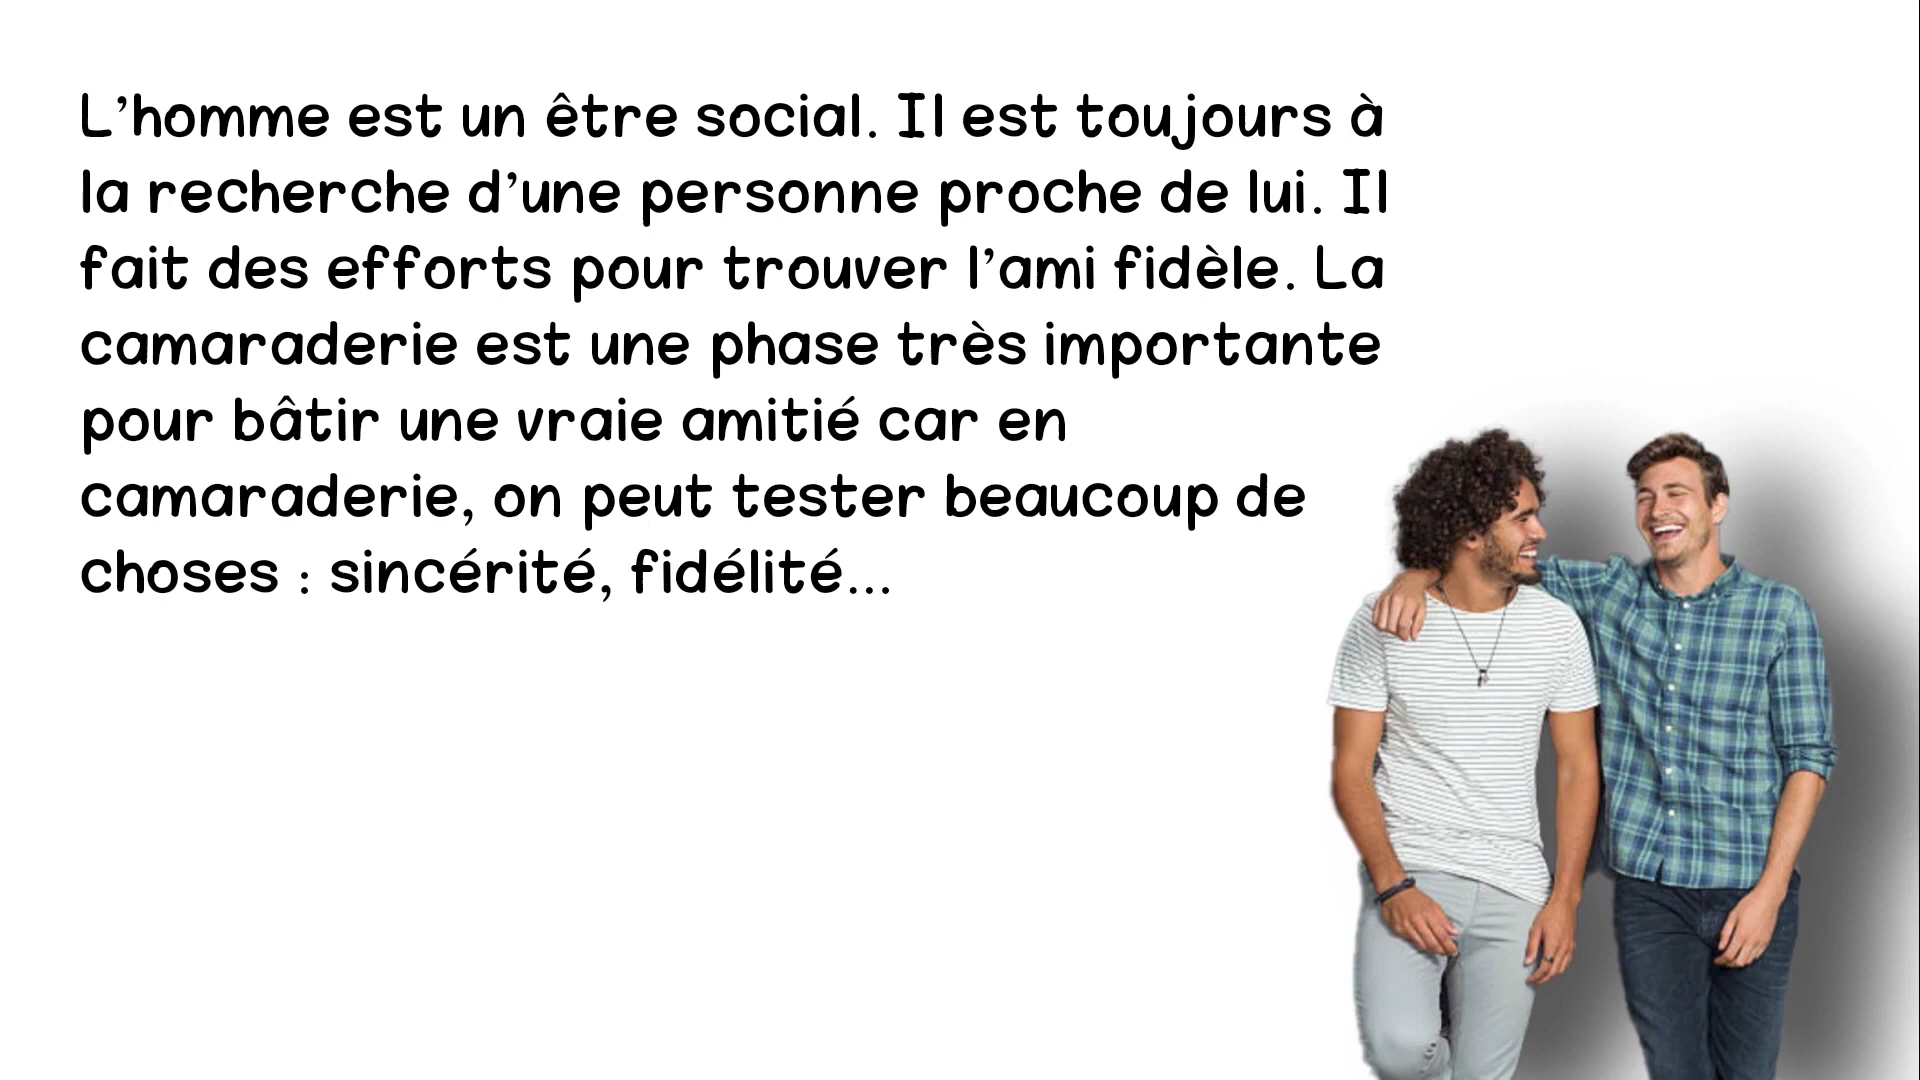 L’homme est un être social. Il est toujours à
la recherche d’une personne proche de lui. Il
fait des efforts pour trouver l’ami fidèle. La
camaraderie est une phase très importante
pour bâtir une vraie amitié car en
camaraderie, on peut tester beaucoup de
choses : sincérité, fidélité...